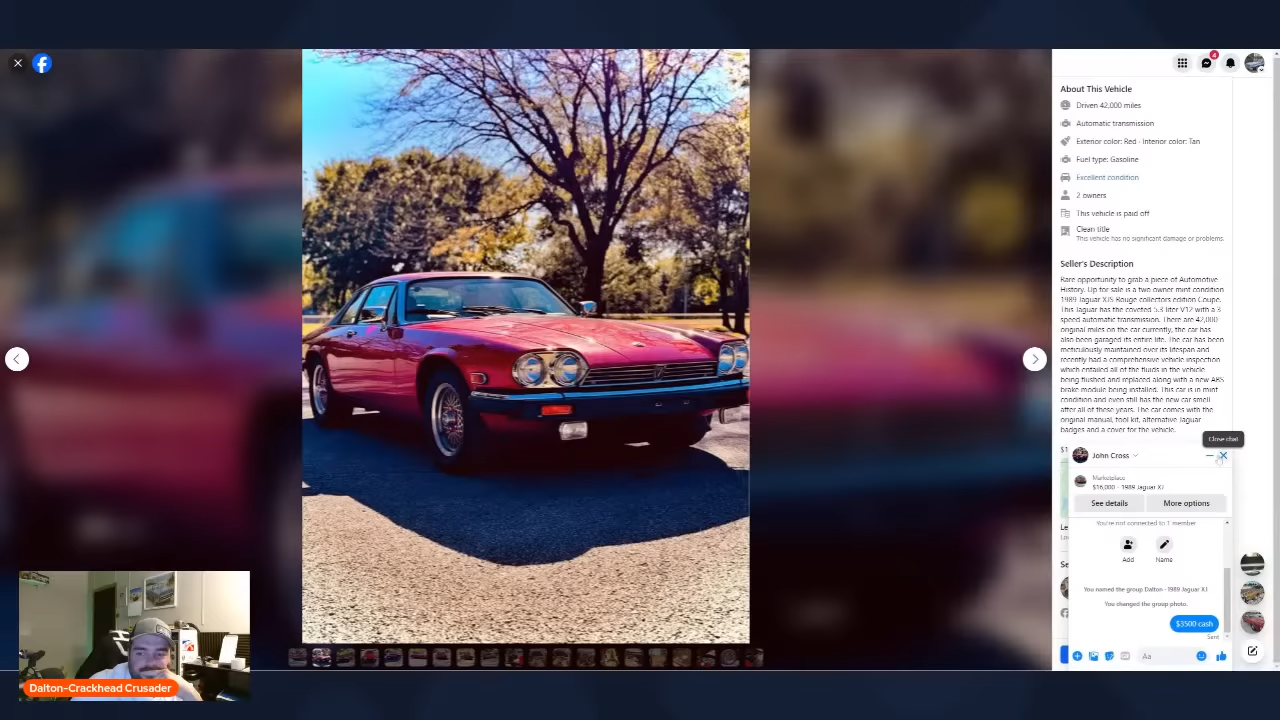 4
About This Vehicle
Driven 42,000 miles
Automatic transmission
Exterior color: Red · Interior color: Tan
Fuel type: Gasoline
Excellent condition
2 owners
This vehicle is paid off
Clean title
This vehicle has no significant damage or problems.
Seller's Description
Rare opportunity to grab a piece of Automotive
History. Up for sale is a two owner mint condition
1989 Jaguar XJS Rouge collectors edition Coupe.
This Jaguar has the coveted 5.3 liter V12 with a 3
speed automatic transmission. There are 42,000
original miles on the car currently, the car has
also been garaged its entire life. The car has been
meticulously maintained over its lifespan and
recently had a comprehensive vehicle inspection
which entailed all of the fluids in the vehicle
being flushed and replaced along with a new ABS
brake module being installed. This car is in mint
condition and even still has the new car smell
after all of these years. The car comes with the
original manual, tool kit, alternative Jaguar
badges and a cover for the vehicle.
Close chat
$1
John Cross
Marketplace
$16,000 - 1989 Jaguar XJ
See details More options
You're not connected to 1 member
Add Name
You named the group Dalton · 1989 Jaguar XJ.
You changed the group photo.
$3500 cash
Sent
Aa
Dalton-Crackhead Crusader